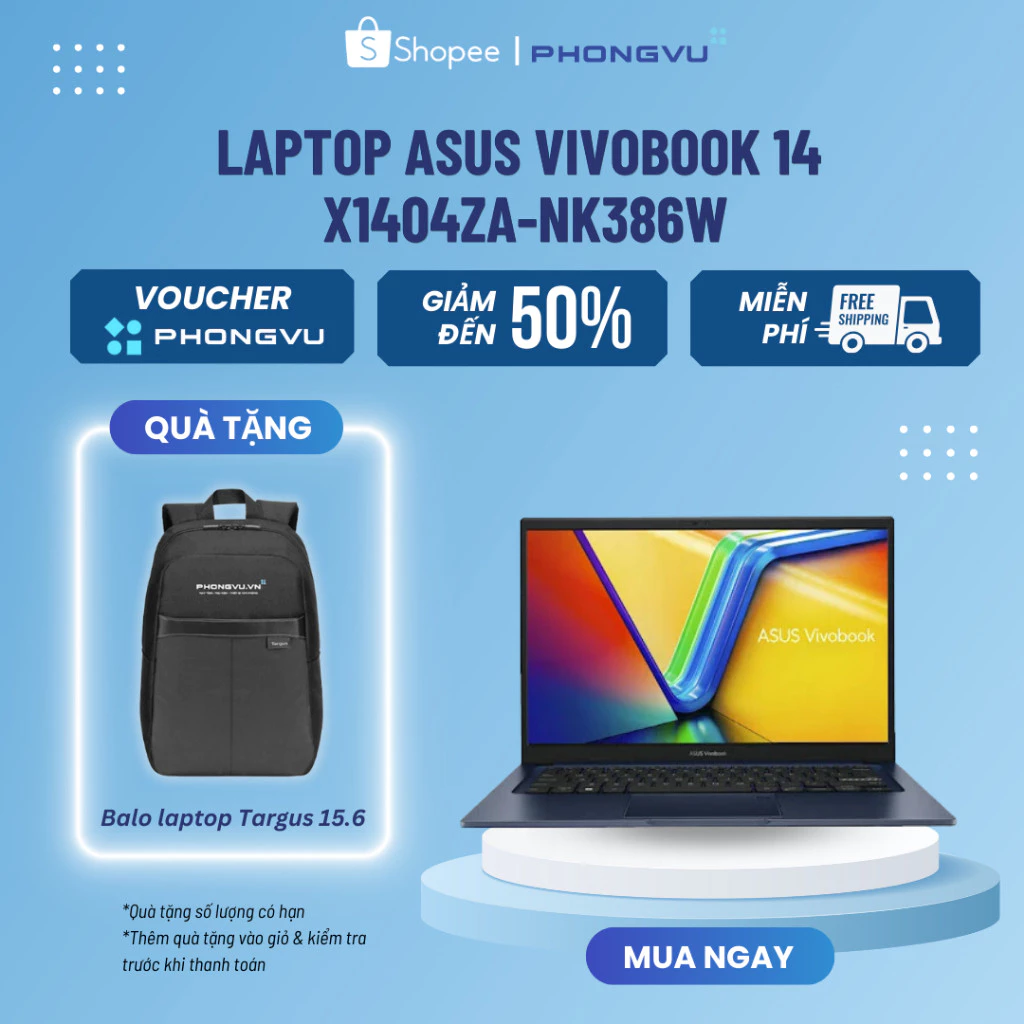 Shopee | PHONGVU
LAPTOP ASUS VIVOBOOK 14
X1404ZA-NK386W
VOUCHER
PHONGVU
GIẢM
ĐẾN
50%
MIỄN
PHÍ
FREE
SHIPPING
QUÀ TẶNG
PHONGVU.VN
Targus
ASUS Vivobook
ASUS Vivobook
Balo laptop Targus 15.6
*Quà tặng số lượng có hạn
*Thêm quà tặng vào giỏ & kiểm tra
trước khi thanh toán
MUA NGAY